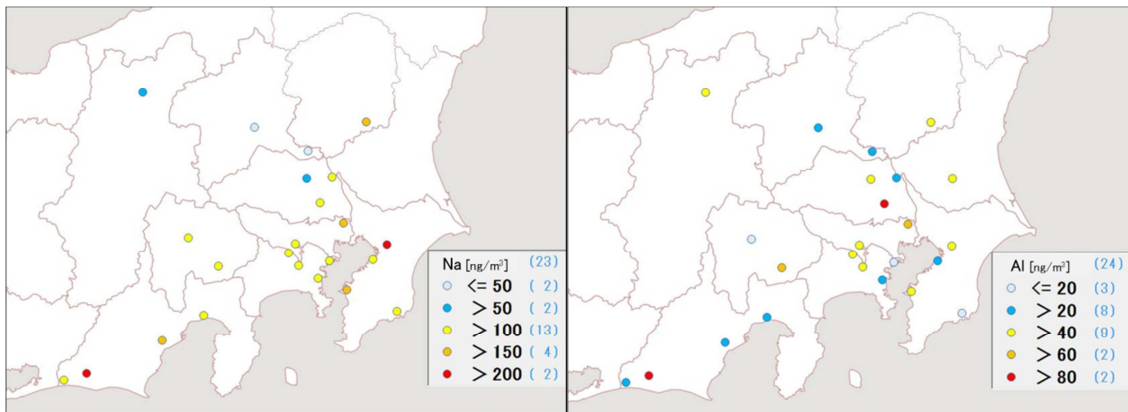 Na [ng/m³] (23)
<= 50 ( 2)
> 50 ( 2)
> 100 (13)
> 150 ( 4)
> 200 ( 2)
Al [ng/m³] (24)
<= 20 (3)
> 20 (8)
> 40 (9)
> 60 (2)
> 80 (2)